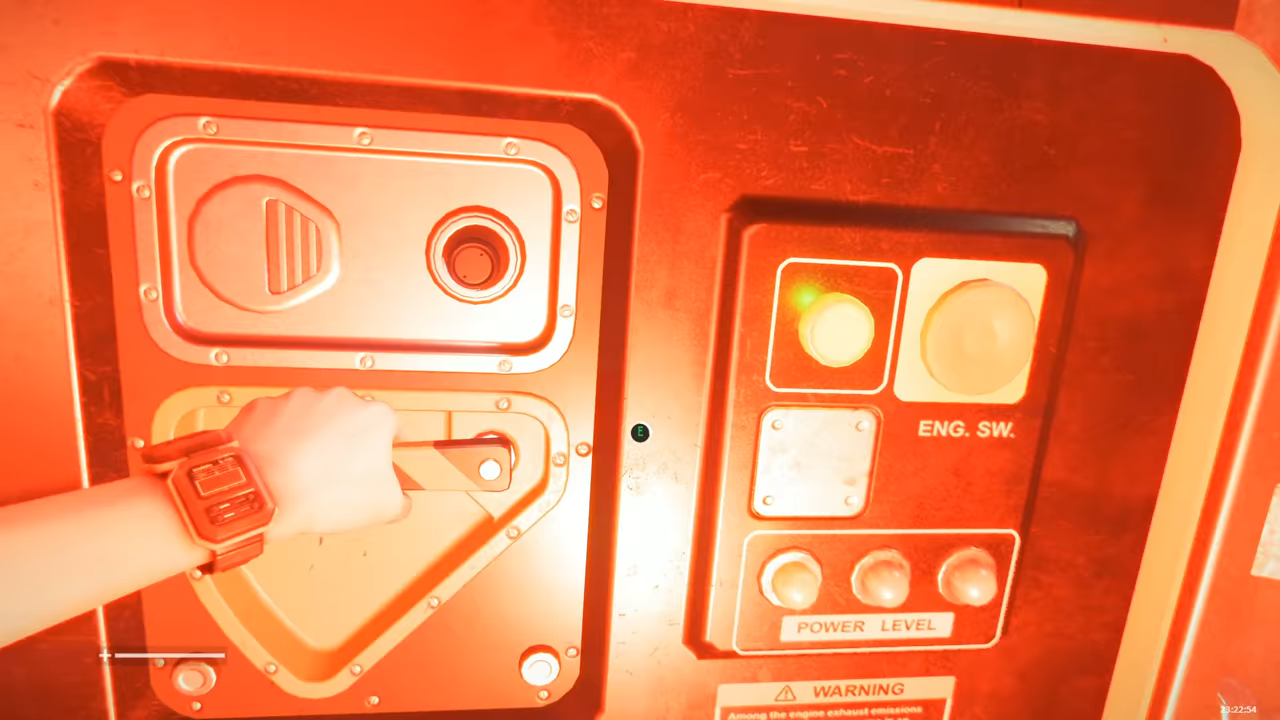 E
ENG. SW.
POWER LEVEL
WARNING
Among the engine exhaust emissions
23:22:54